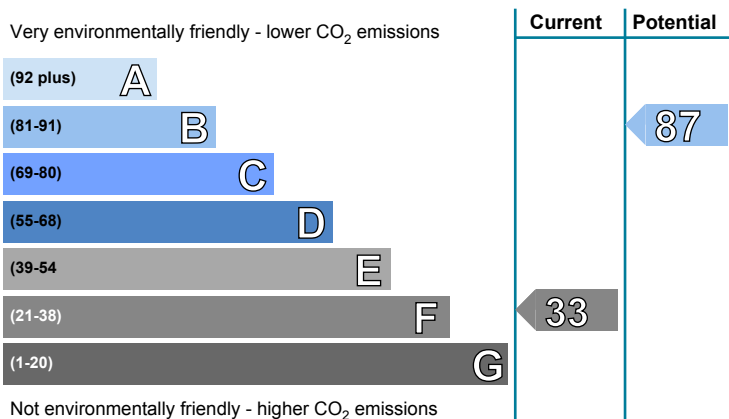 Very environmentally friendly - lower CO₂ emissions
Current
Potential
(92 plus) A
(81-91) B
87
(69-80) C
(55-68) D
(39-54 E
(21-38) F
33
(1-20) G
Not environmentally friendly - higher CO₂ emissions